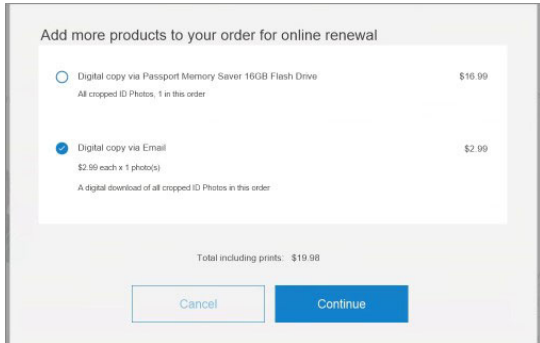 Add more products to your order for online renewal
Digital copy via Passport Memory Saver 16GB Flash Drive $16.99
All cropped ID Photos, 1 in this order
Digital copy via Email $2.99
$2.99 each x 1 photo(s)
A digital download of all cropped ID Photos in this order
Total including prints: $19.98
Cancel Continue